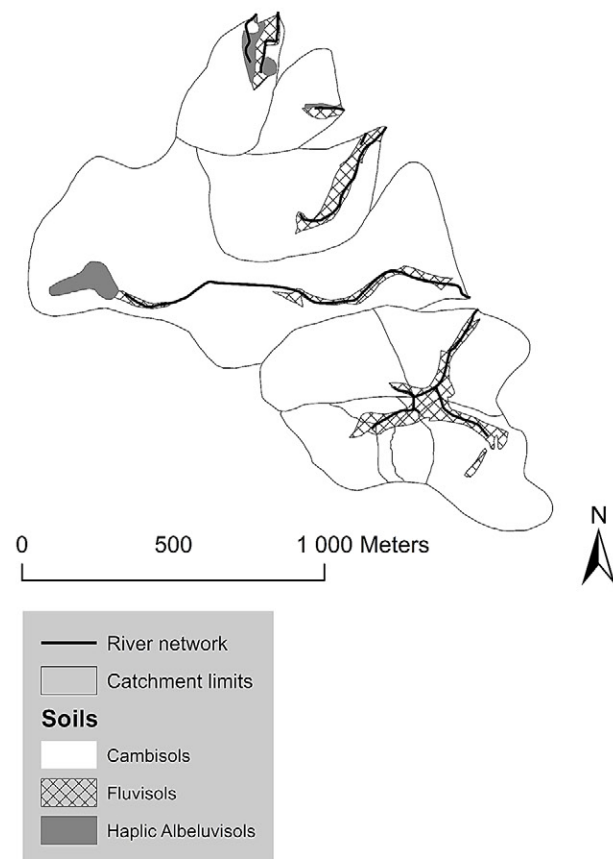 N
0 500 1 000 Meters
River network
Catchment limits
Soils
Cambisols
Fluvisols
Haplic Albeluvisols